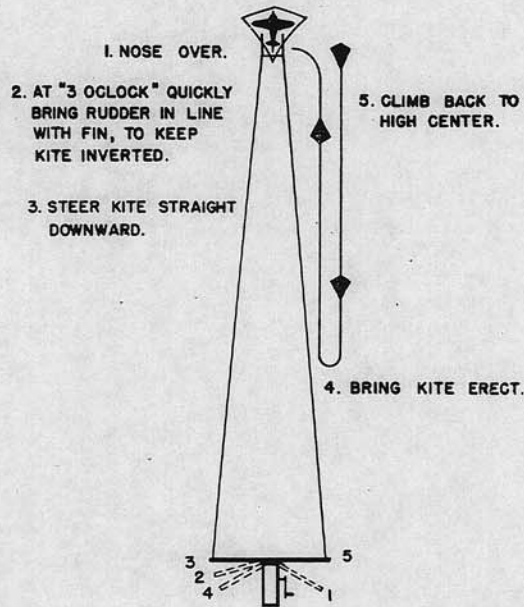 1. NOSE OVER.
2. AT "3 OCLOCK" QUICKLY
BRING RUDDER IN LINE
WITH FIN, TO KEEP
KITE INVERTED.
3. STEER KITE STRAIGHT
DOWNWARD.
5. CLIMB BACK TO
HIGH CENTER.
4. BRING KITE ERECT.
3
2
4
5
1